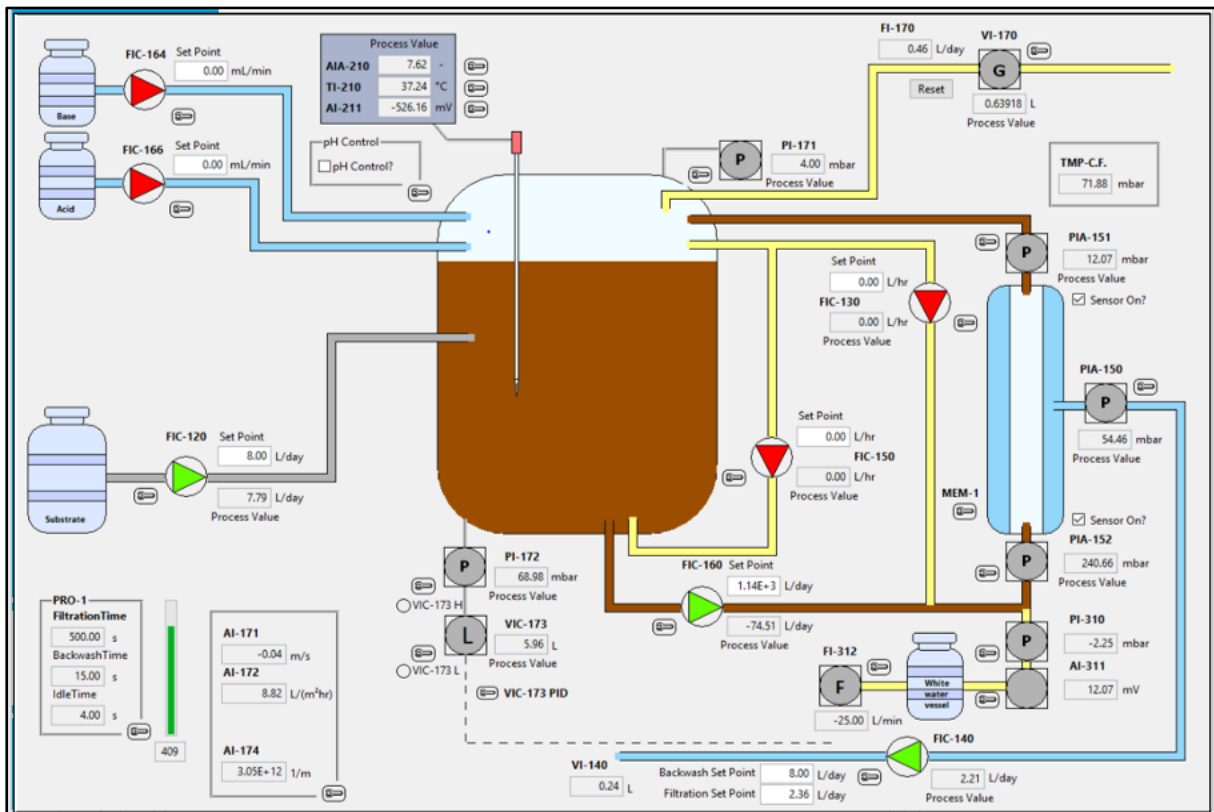 FIC-164 Set Point
0.00 mL/min
Base
FIC-166 Set Point
0.00 mL/min
Acid
Process Value
AIA-210 7.62 -
TI-210 37.24 °C
AI-211 -526.16 mV
pH Control
pH Control?
FI-170
0.46 L/day
Reset
VI-170
G
0.63918 L
Process Value
PI-171
P
4.00 mbar
Process Value
TMP-C.F.
71.88 mbar
PIA-151
P
12.07 mbar
Process Value
Sensor On?
Set Point
0.00 L/hr
FIC-130
0.00 L/hr
Process Value
PIA-150
P
54.46 mbar
Process Value
Set Point
0.00 L/hr
FIC-150
0.00 L/hr
Process Value
FIC-120 Set Point
8.00 L/day
7.79 L/day
Process Value
Substrate
MEM-1
Sensor On?
PIA-152
P
240.66 mbar
Process Value
PI-172
P
68.98 mbar
Process Value
VIC-173 H
VIC-173
L
5.96 L
Process Value
VIC-173 L
VIC-173 PID
FIC-160 Set Point
1.14E+3 L/day
-74.51 L/day
Process Value
PI-310
P
-2.25 mbar
AI-311
12.07 mV
FI-312
F
-25.00 L/min
White
water
vessel
PRO-1
FiltrationTime
500.00 s
BackwashTime
15.00 s
IdleTime
4.00 s
409
AI-171
-0.04 m/s
AI-172
8.82 L/(m²hr)
AI-174
3.05E+12 1/m
VI-140
0.24 L
Backwash Set Point 8.00 L/day
Filtration Set Point 2.36 L/day
FIC-140
2.21 L/day
Process Value